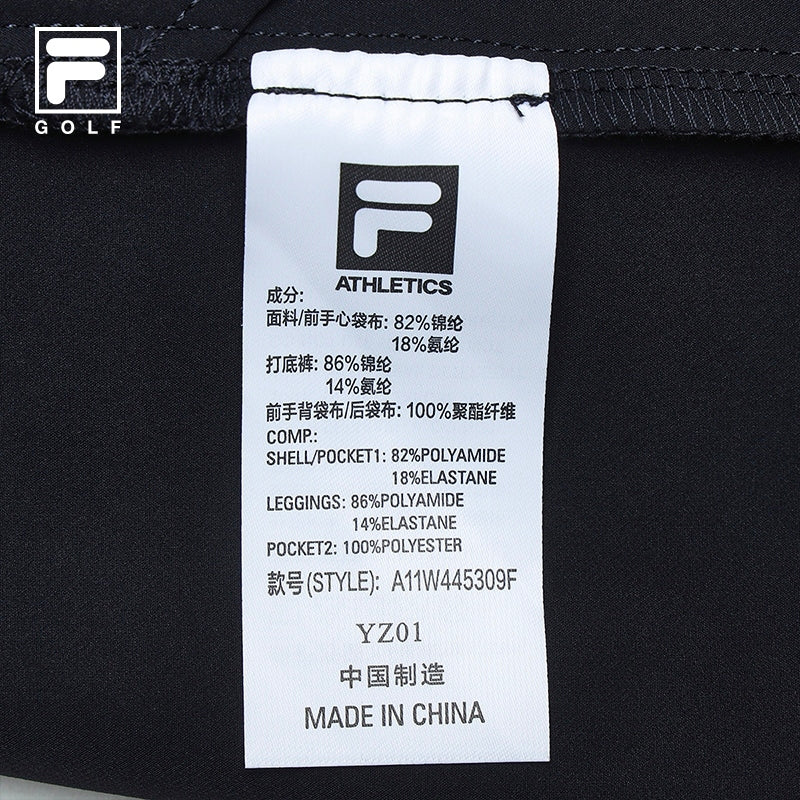 F
GOLF
F
ATHLETICS
成分:
面料/前手心袋布: 82%锦纶
18%氨纶
打底裤: 86%锦纶
14%氨纶
前手背袋布/后袋布: 100%聚酯纤维
COMP.:
SHELL/POCKET1: 82%POLYAMIDE
18%ELASTANE
LEGGINGS: 86%POLYAMIDE
14%ELASTANE
POCKET2: 100%POLYESTER
款号(STYLE): A11W445309F
YZ01
中国制造
MADE IN CHINA